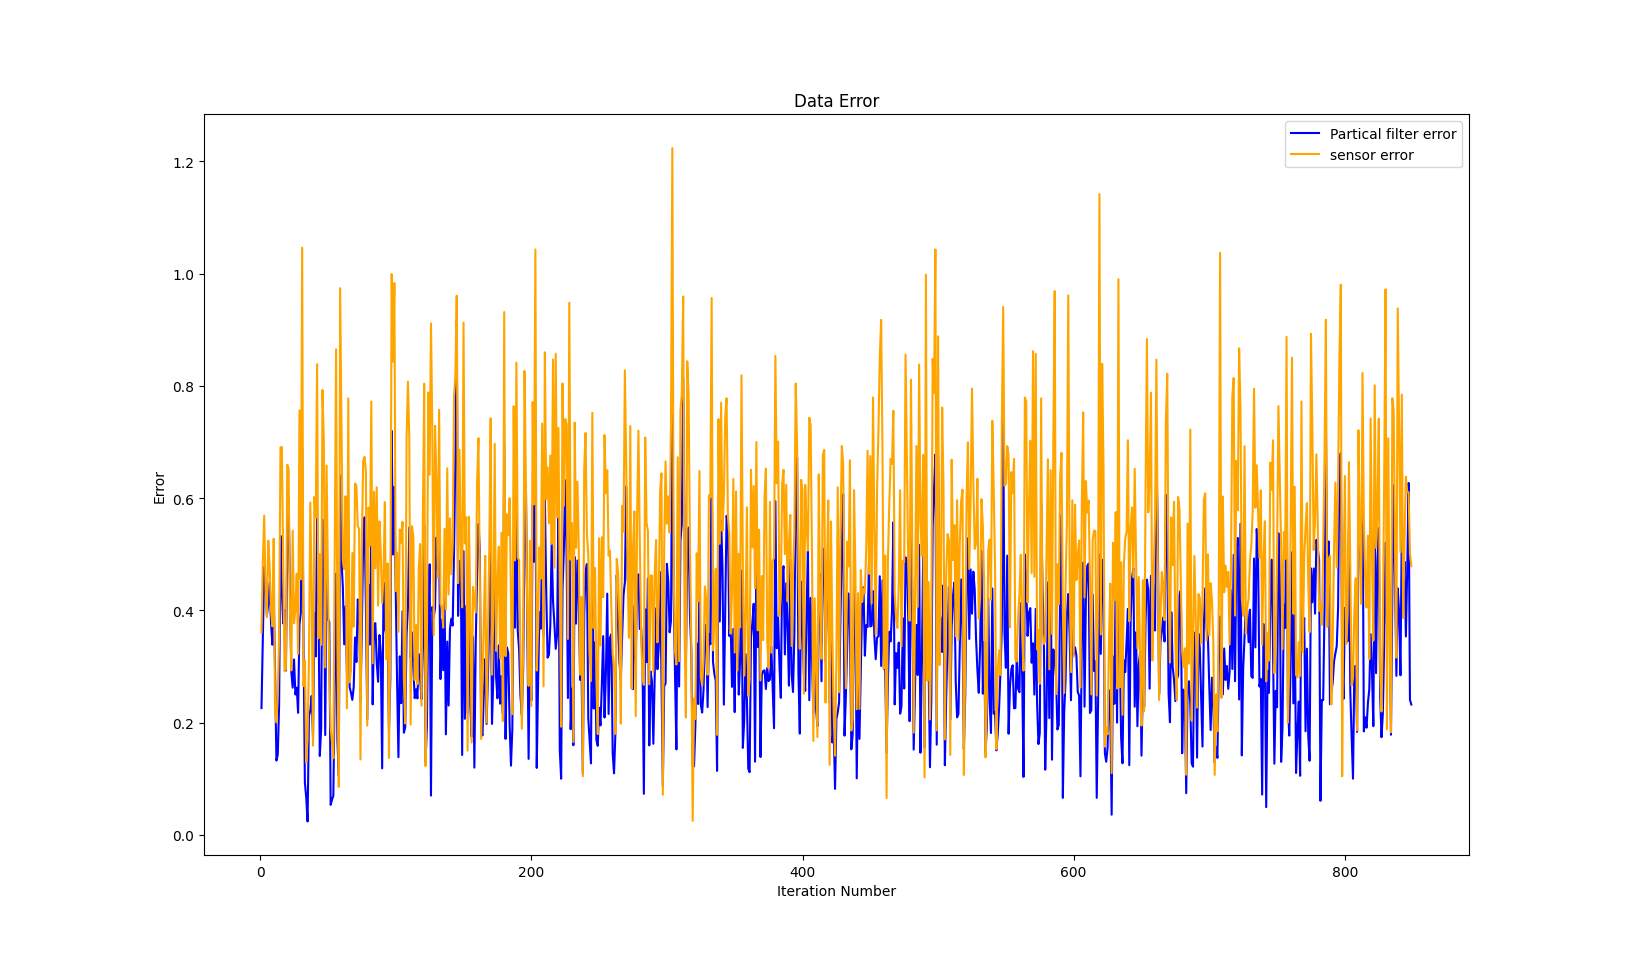 Data Error
Partical filter error
sensor error
1.2
1.0
0.8
0.6
0.4
0.2
0.0
Error
0 200 400 600 800
Iteration Number